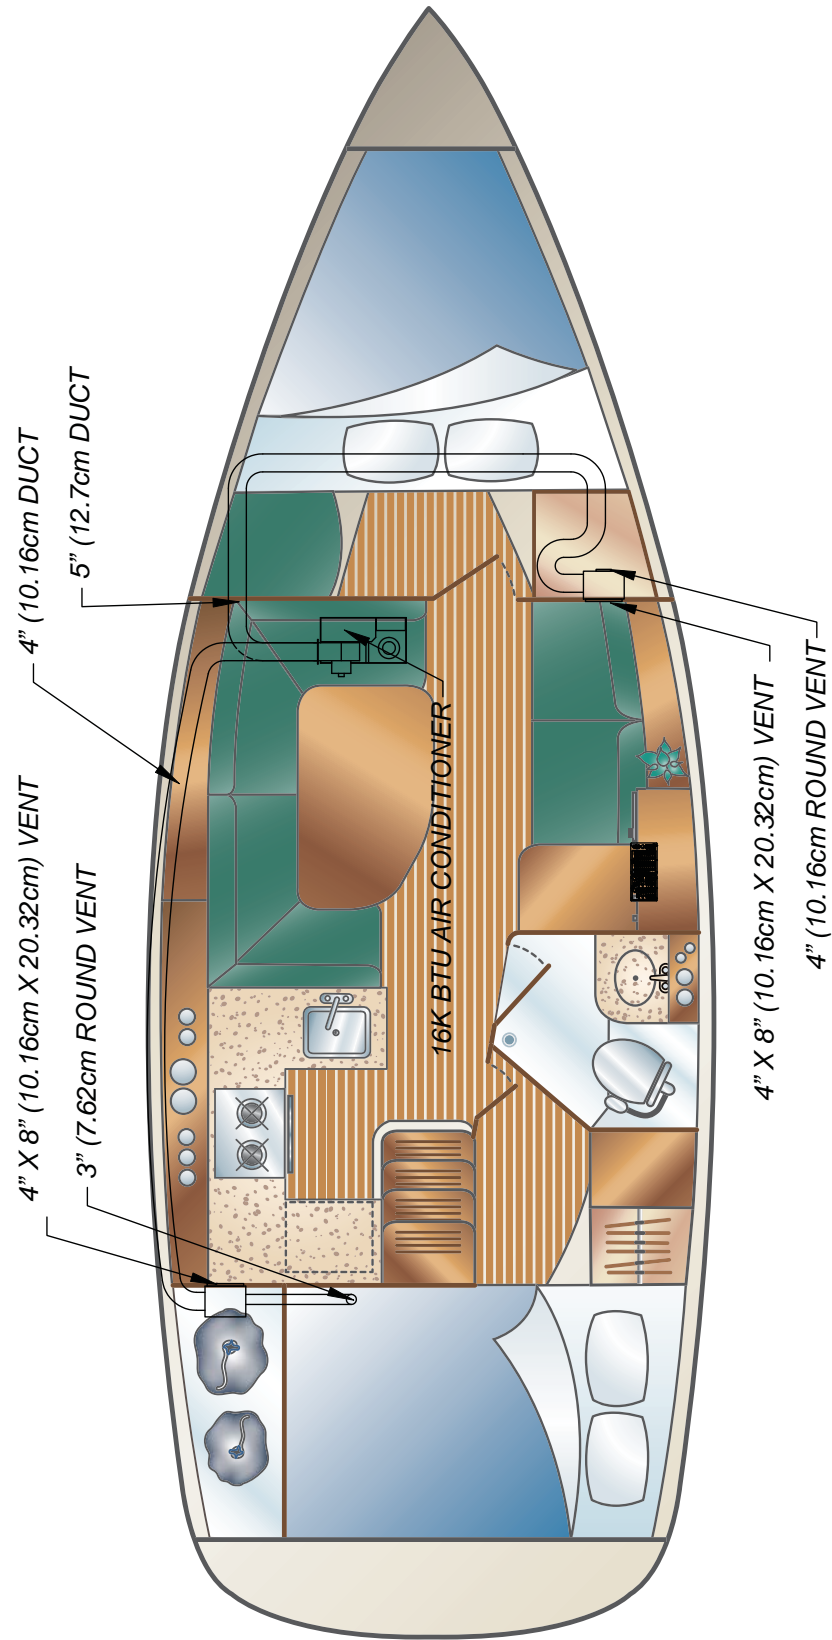 4” (10.16cm DUCT
5” (12.7cm DUCT
4” X 8” (10.16cm X 20.32cm) VENT
3” (7.62cm ROUND VENT
16K BTU AIR CONDITIONER
4” X 8” (10.16cm X 20.32cm) VENT
4” (10.16cm ROUND VENT